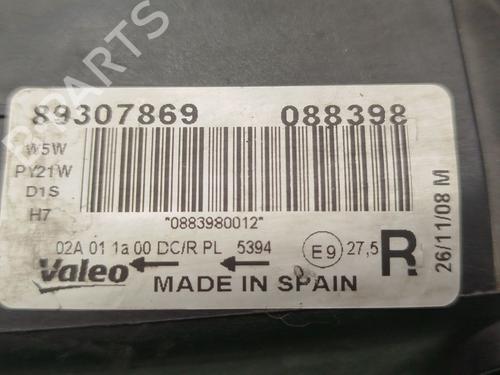 89307869 088398
W5W
PY21W
D1S
H7
"0883980012"
02A 01 1a 00 DC/R PL 5394 E9 27,5 R
Valeo
MADE IN SPAIN
26/11/08 M
B-PARTS